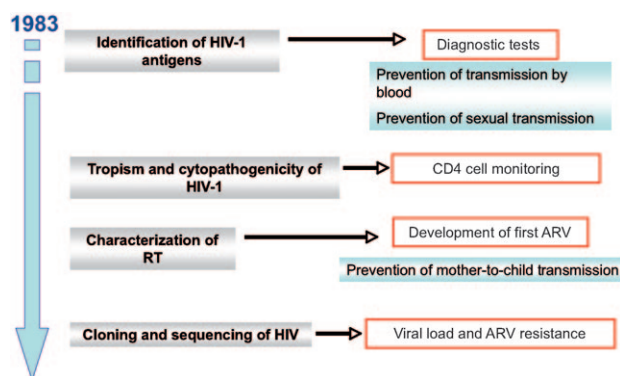 1983
Identification of HIV-1
antigens
Diagnostic tests
Prevention of transmission by
blood
Prevention of sexual transmission
Tropism and cytopathogenicity of
HIV-1
CD4 cell monitoring
Characterization of
RT
Development of first ARV
Prevention of mother-to-child transmission
Cloning and sequencing of HIV
Viral load and ARV resistance